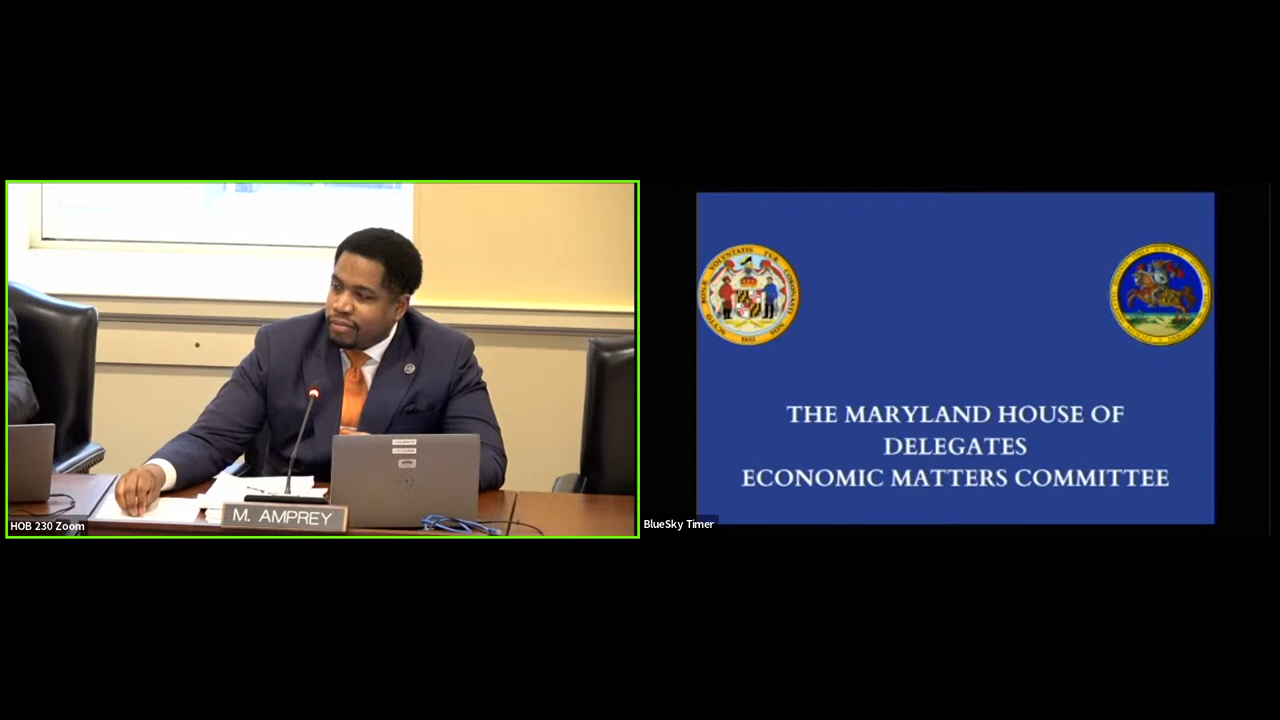 M. AMPREY
HOB 230 Zoom
THE MARYLAND HOUSE OF
DELEGATES
ECONOMIC MATTERS COMMITTEE
BlueSky Timer